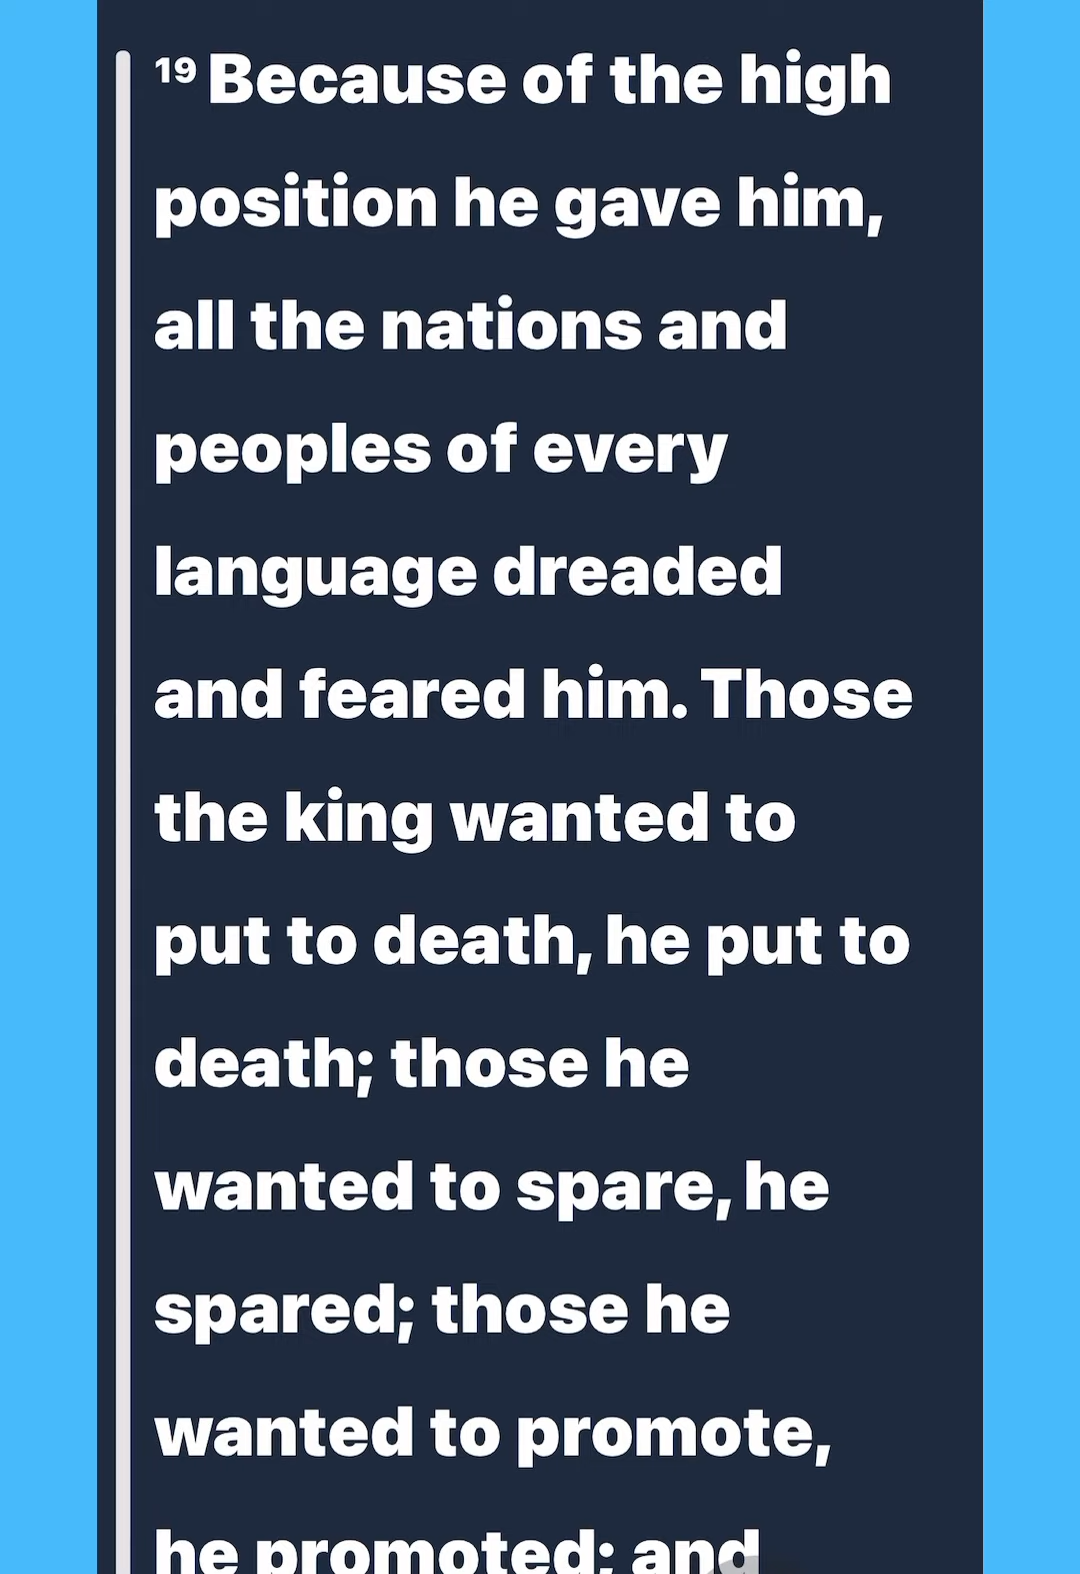 19 Because of the high
position he gave him,
all the nations and
peoples of every
language dreaded
and feared him. Those
the king wanted to
put to death, he put to
death; those he
wanted to spare, he
spared; those he
wanted to promote,
he promoted; and